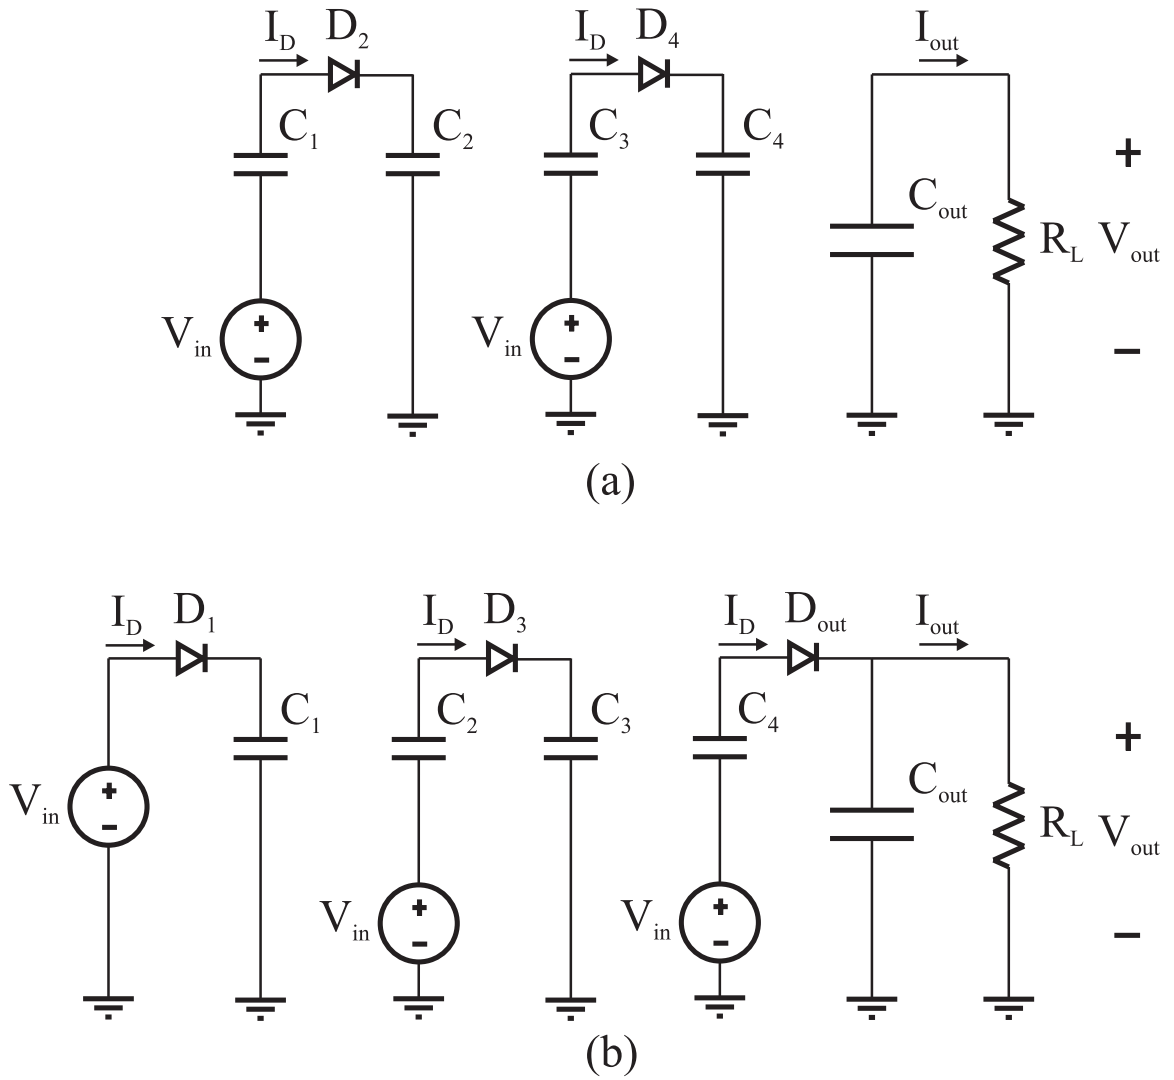 I_D D_2 I_D D_4 I_out
C_1 C_2 C_3 C_4 +
C_out
R_L V_out
V_in + − V_in + − −
(a)
I_D D_1 I_D D_3 I_D D_out I_out
C_1 C_2 C_3 C_4 +
C_out
V_in + − R_L V_out
V_in + − V_in + − −
(b)